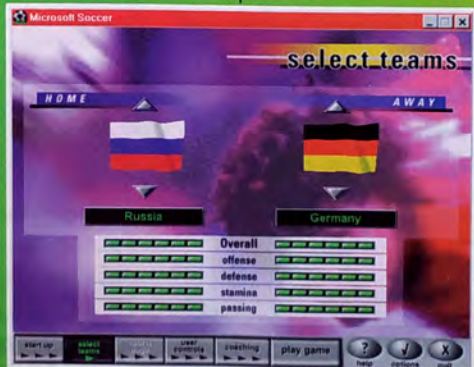 Microsoft Soccer
select teams
HOME
AWAY
Russia
Germany
Overall
offense
defense
stamina
passing
start up
select teams
user controls
coaching
play game
?
help
√
options
X
quit